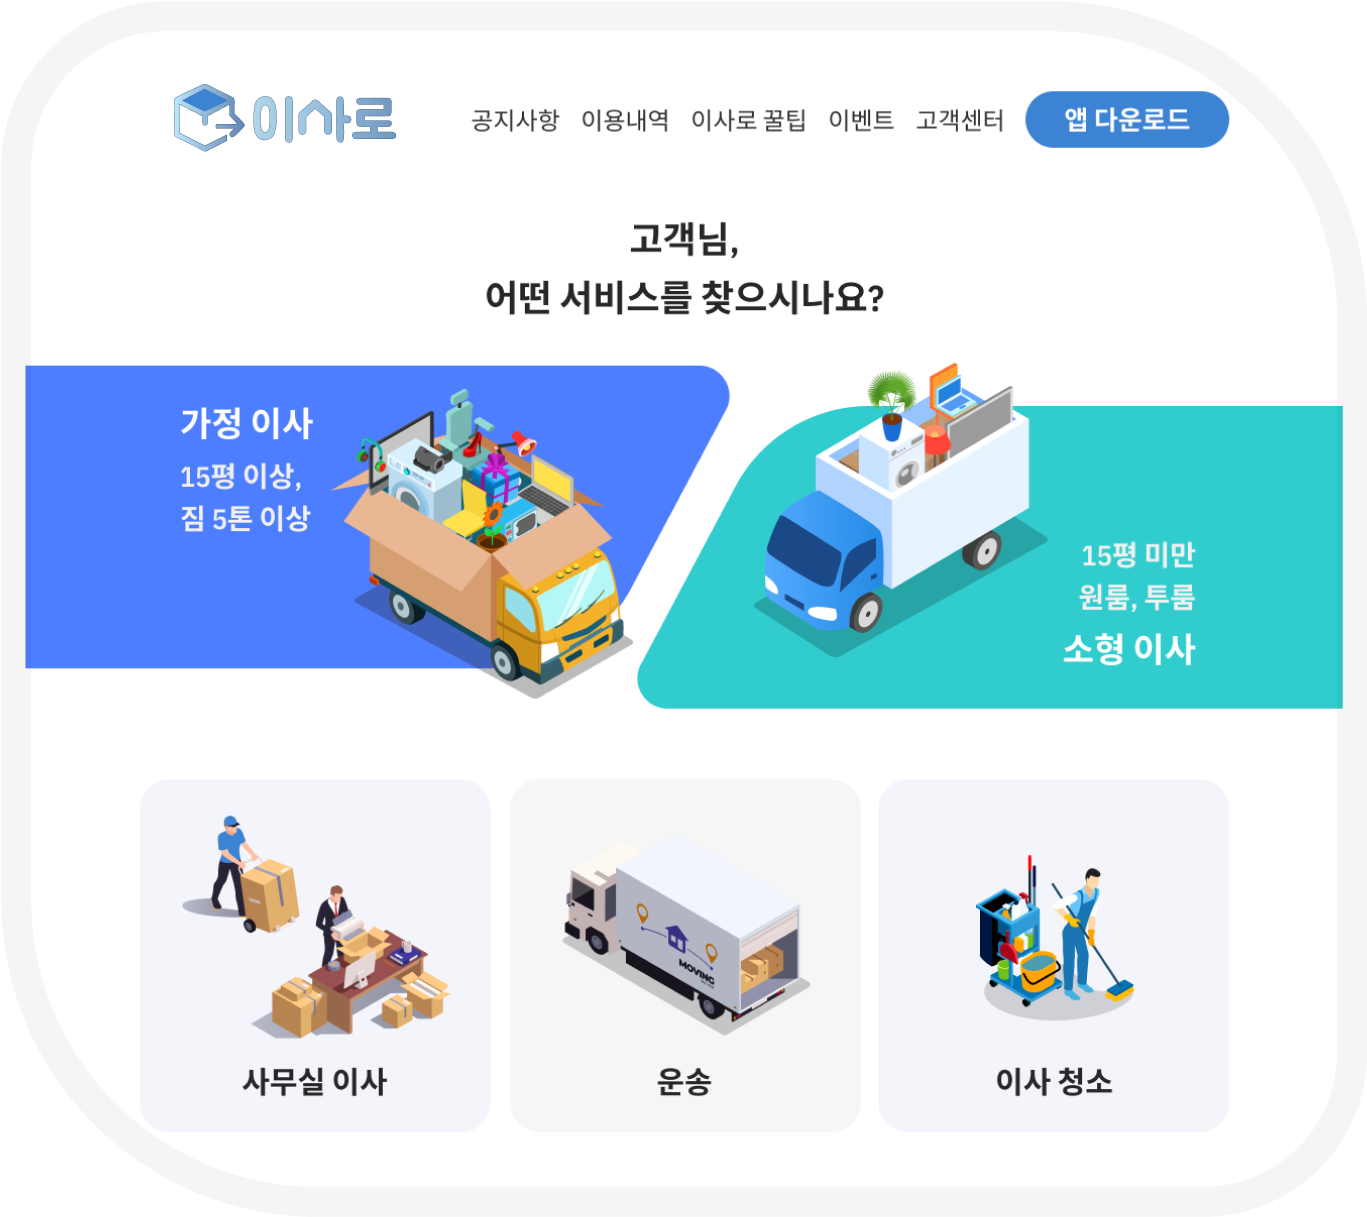 이사로
공지사항 이용내역 이사로 꿀팁 이벤트 고객센터 앱 다운로드
고객님,
어떤 서비스를 찾으시나요?
가정 이사
15평 이상,
짐 5톤 이상
15평 미만
원룸, 투룸
소형 이사
MOVING
사무실 이사
운송
이사 청소